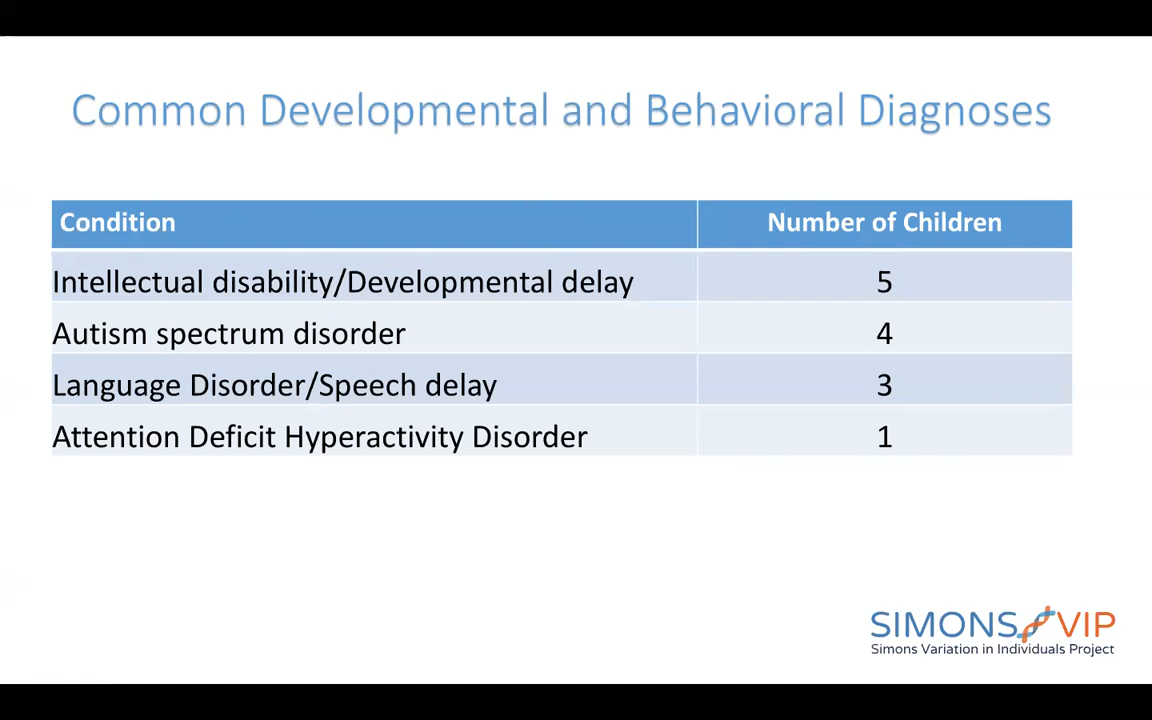 Common Developmental and Behavioral Diagnoses
Condition Number of Children
Intellectual disability/Developmental delay 5
Autism spectrum disorder 4
Language Disorder/Speech delay 3
Attention Deficit Hyperactivity Disorder 1
SIMONS VIP
Simons Variation in Individuals Project